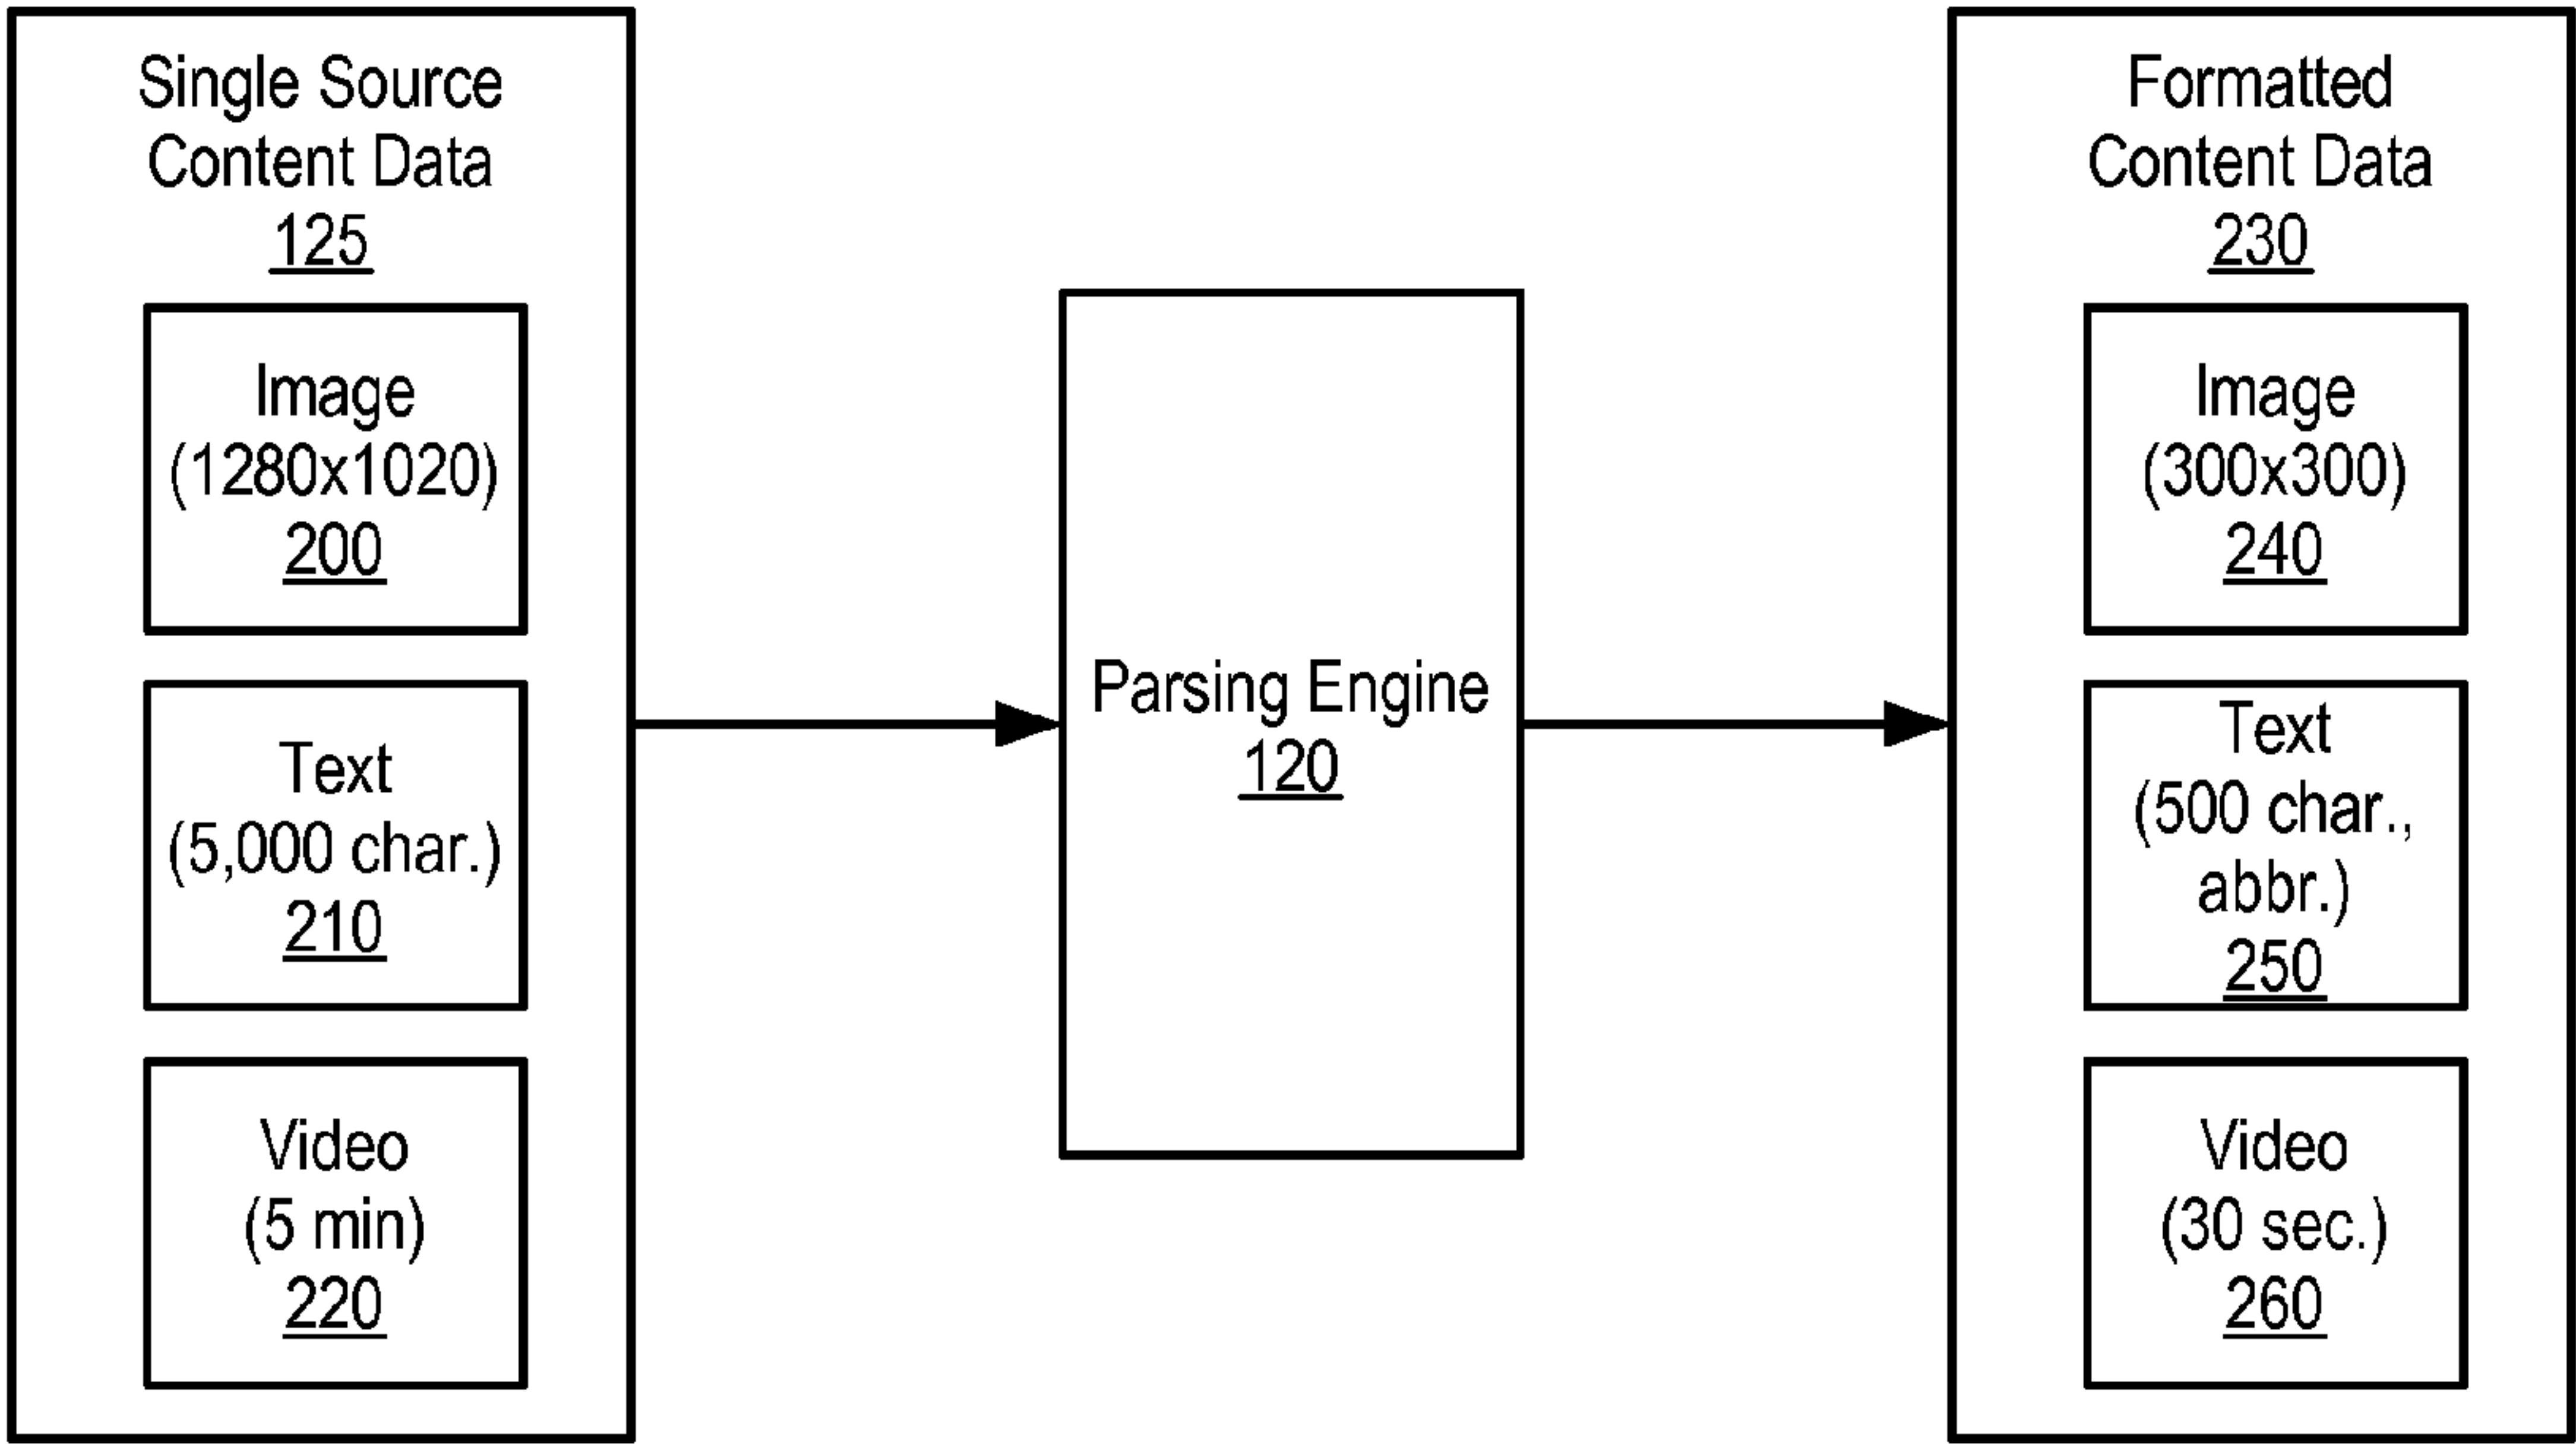 Single Source
Content Data
125
Image
(1280x1020)
200
Text
(5,000 char.)
210
Video
(5 min)
220
Parsing Engine
120
Formatted
Content Data
230
Image
(300x300)
240
Text
(500 char.,
abbr.)
250
Video
(30 sec.)
260